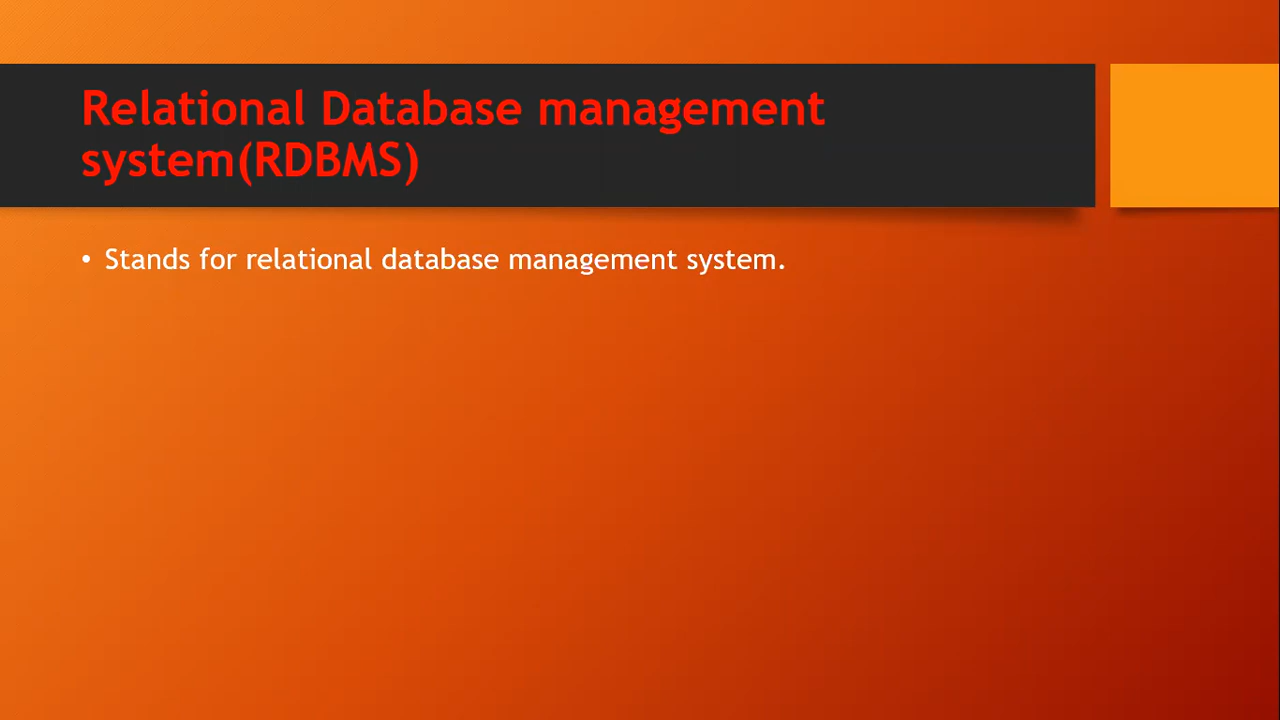 Relational Database management
system(RDBMS)
• Stands for relational database management system.